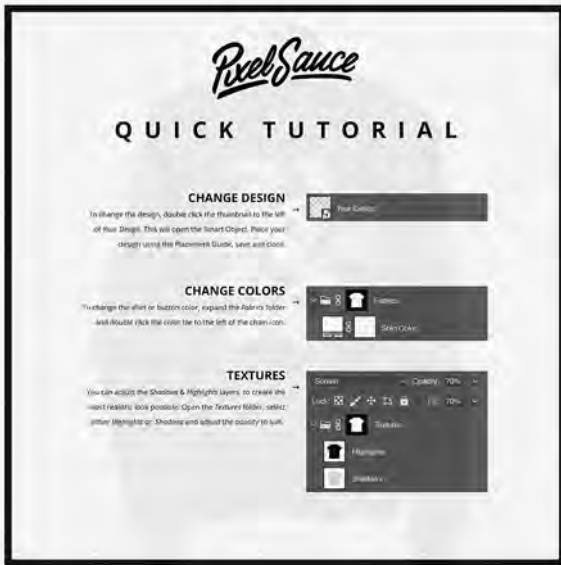 Pixel Sauce
QUICK TUTORIAL
CHANGE DESIGN
To change the design, double click the thumbnail to the left
of Your Design. This will open the Smart Object. Place your
design using the Placement Guide, save and close.
Your Design
CHANGE COLORS
To change the shirt or button color, expand the Fabrics folder
and double click the color tile to the left of the chain icon.
Fabrics
Shirt Color
TEXTURES
You can adjust the Shadows & Highlights layers, to create the
most realistic look possible. Open the Textures folder, select
either Highlights or Shadows and adjust the opacity to suit.
Screen Opacity: 70%
Lock: Fill: 70%
Textures
Highlights
Shadows